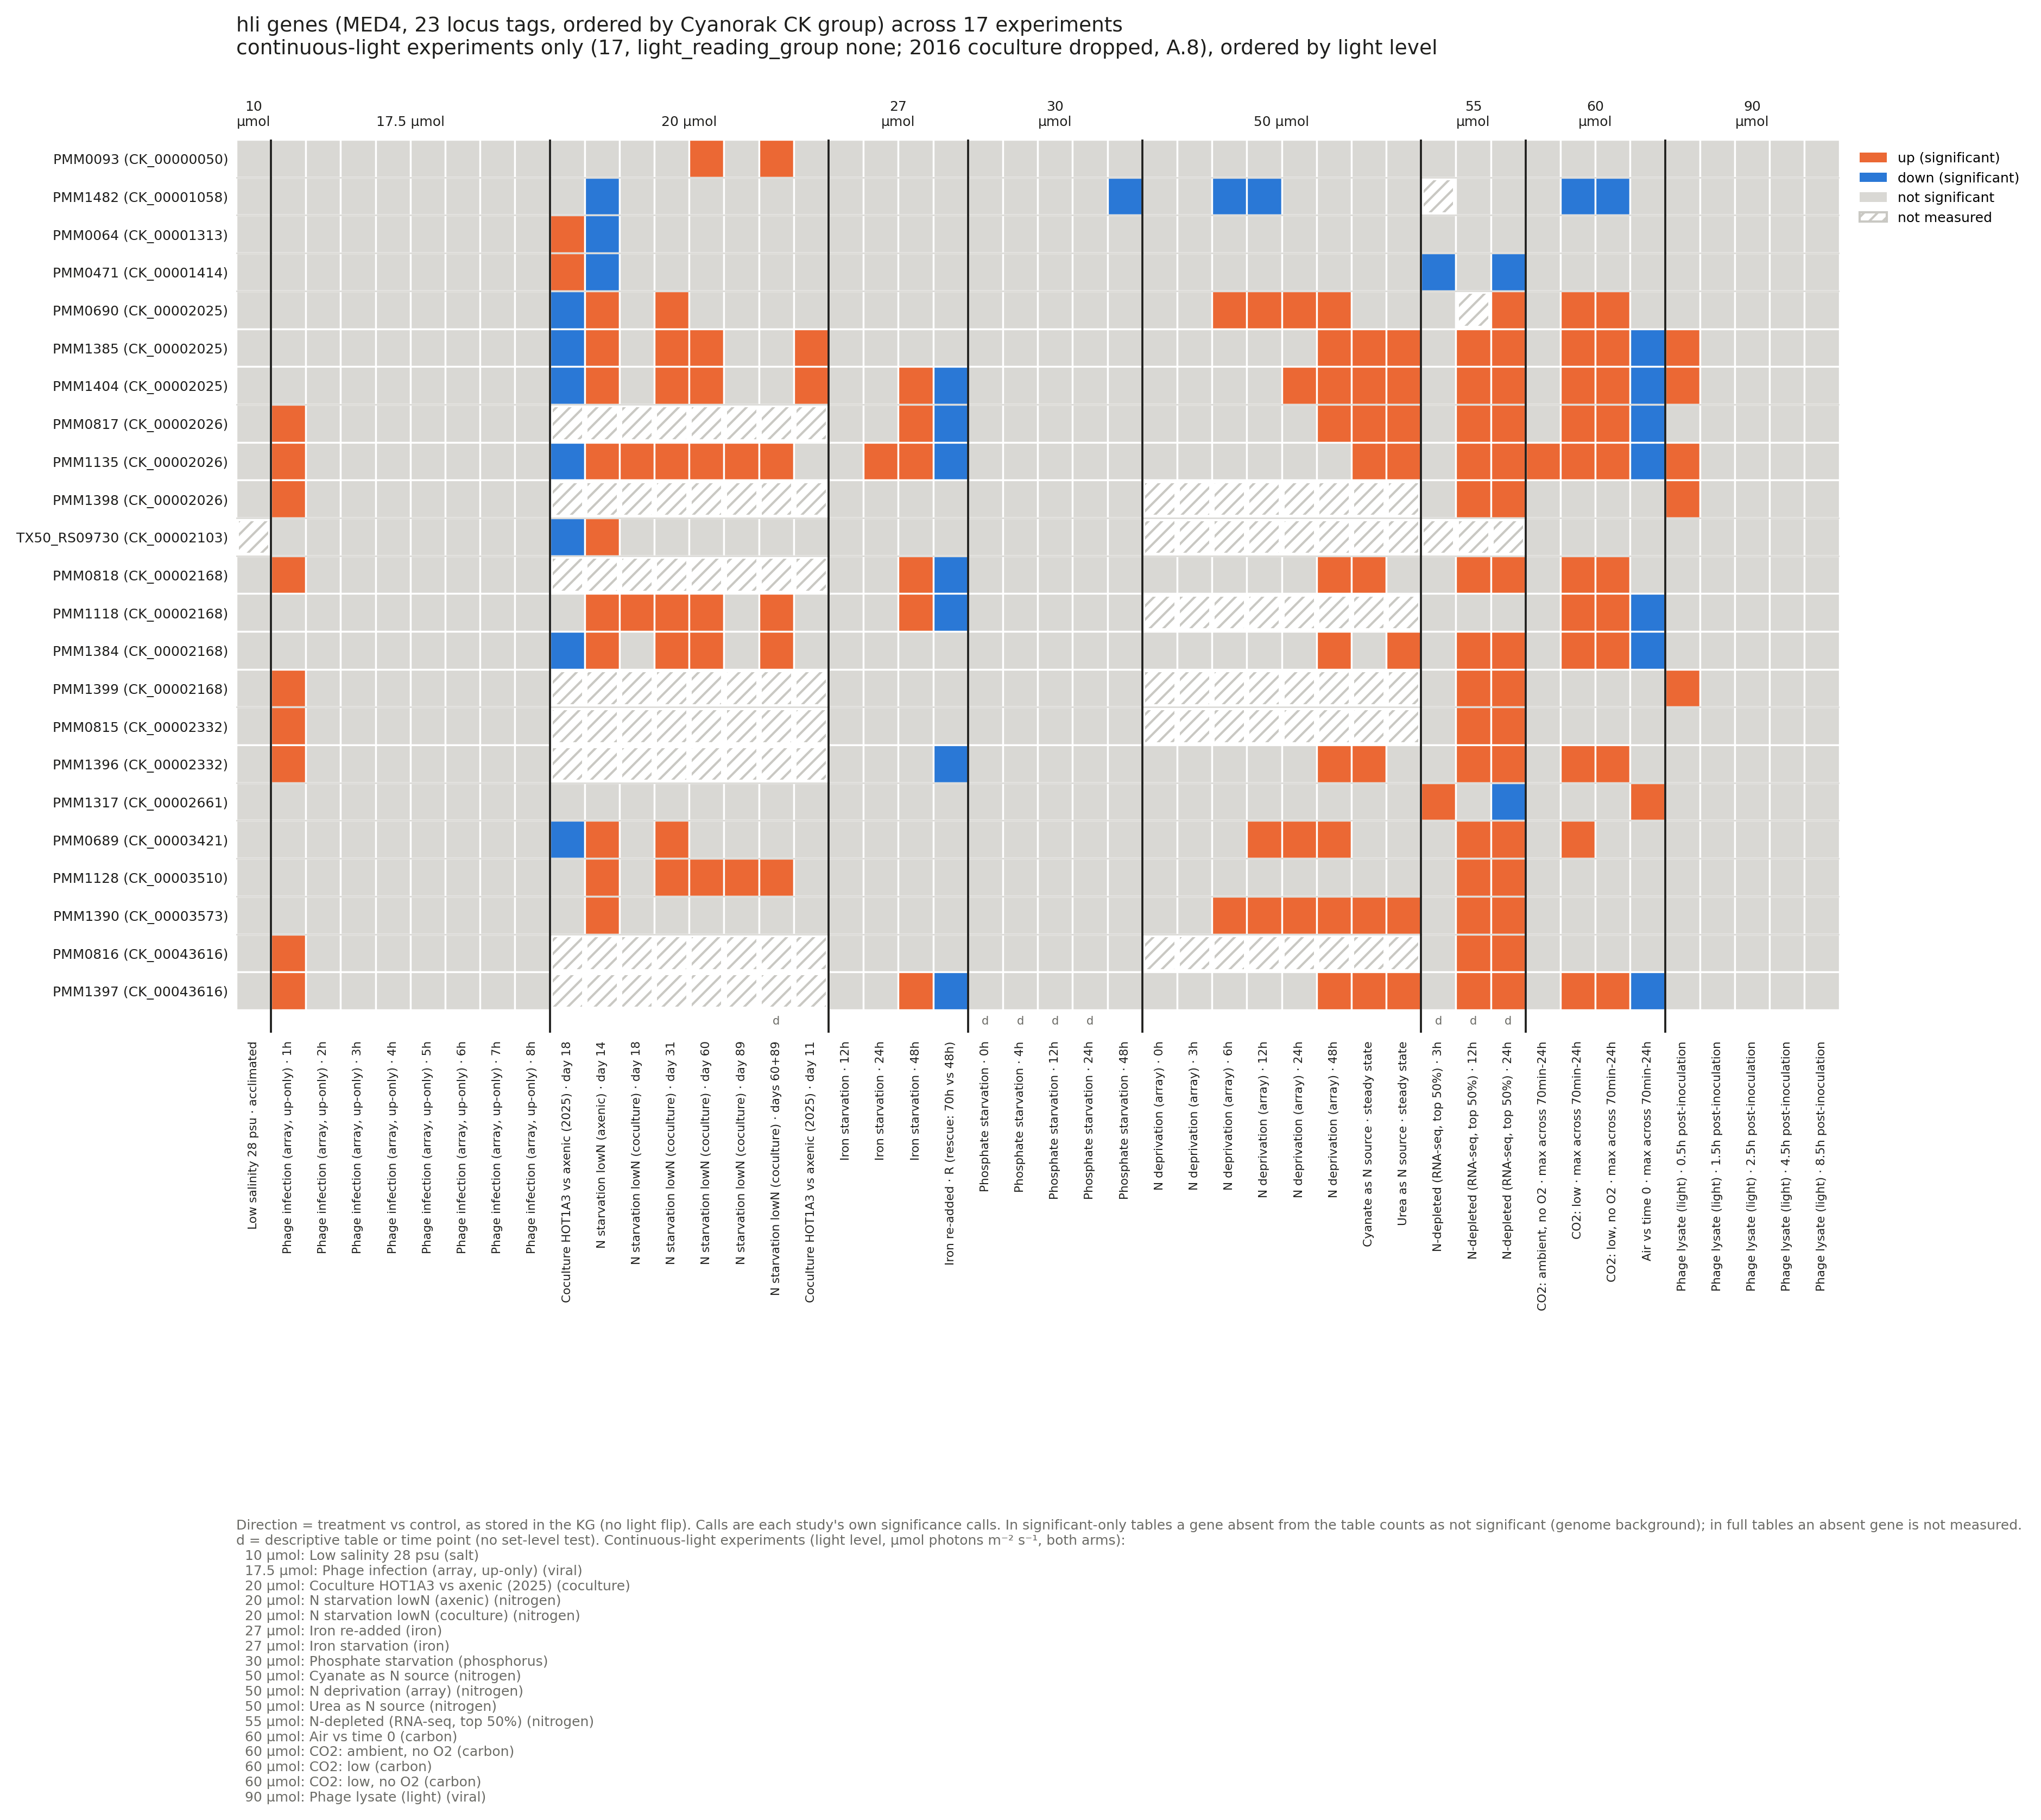 hli genes (MED4, 23 locus tags, ordered by Cyanorak CK group) across 17 experiments
continuous-light experiments only (17, light_reading_group none; 2016 coculture dropped, A.8), ordered by light level
10 µmol
17.5 µmol
20 µmol
27 µmol
30 µmol
50 µmol
55 µmol
60 µmol
90 µmol
up (significant)
down (significant)
not significant
not measured
PMM0093 (CK_00000050)
PMM1482 (CK_00001058)
PMM0064 (CK_00001313)
PMM0471 (CK_00001414)
PMM0690 (CK_00002025)
PMM1385 (CK_00002025)
PMM1404 (CK_00002025)
PMM0817 (CK_00002026)
PMM1135 (CK_00002026)
PMM1398 (CK_00002026)
TX50_RS09730 (CK_00002103)
PMM0818 (CK_00002168)
PMM1118 (CK_00002168)
PMM1384 (CK_00002168)
PMM1399 (CK_00002168)
PMM0815 (CK_00002332)
PMM1396 (CK_00002332)
PMM1317 (CK_00002661)
PMM0689 (CK_00003421)
PMM1128 (CK_00003510)
PMM1390 (CK_00003573)
PMM0816 (CK_00043616)
PMM1397 (CK_00043616)
d d d d d d d d
Low salinity 28 psu · acclimated
Phage infection (array, up-only) · 1h
Phage infection (array, up-only) · 2h
Phage infection (array, up-only) · 3h
Phage infection (array, up-only) · 4h
Phage infection (array, up-only) · 5h
Phage infection (array, up-only) · 6h
Phage infection (array, up-only) · 7h
Phage infection (array, up-only) · 8h
Coculture HOT1A3 vs axenic (2025) · day 18
N starvation lowN (axenic) · day 14
N starvation lowN (coculture) · day 18
N starvation lowN (coculture) · day 31
N starvation lowN (coculture) · day 60
N starvation lowN (coculture) · day 89
N starvation lowN (coculture) · days 60+89
Coculture HOT1A3 vs axenic (2025) · day 11
Iron starvation · 12h
Iron starvation · 24h
Iron starvation · 48h
Iron re-added · R (rescue: 70h vs 48h)
Phosphate starvation · 0h
Phosphate starvation · 4h
Phosphate starvation · 12h
Phosphate starvation · 24h
Phosphate starvation · 48h
N deprivation (array) · 0h
N deprivation (array) · 3h
N deprivation (array) · 6h
N deprivation (array) · 12h
N deprivation (array) · 24h
N deprivation (array) · 48h
Cyanate as N source · steady state
Urea as N source · steady state
N-depleted (RNA-seq, top 50%) · 3h
N-depleted (RNA-seq, top 50%) · 12h
N-depleted (RNA-seq, top 50%) · 24h
CO2: ambient, no O2 · max across 70min-24h
CO2: low · max across 70min-24h
CO2: low, no O2 · max across 70min-24h
Air vs time 0 · max across 70min-24h
Phage lysate (light) · 0.5h post-inoculation
Phage lysate (light) · 1.5h post-inoculation
Phage lysate (light) · 2.5h post-inoculation
Phage lysate (light) · 4.5h post-inoculation
Phage lysate (light) · 8.5h post-inoculation
Direction = treatment vs control, as stored in the KG (no light flip). Calls are each study's own significance calls. In significant-only tables a gene absent from the table counts as not significant (genome background); in full tables an absent gene is not measured.
d = descriptive table or time point (no set-level test). Continuous-light experiments (light level, µmol photons m⁻² s⁻¹, both arms):
10 µmol: Low salinity 28 psu (salt)
17.5 µmol: Phage infection (array, up-only) (viral)
20 µmol: Coculture HOT1A3 vs axenic (2025) (coculture)
20 µmol: N starvation lowN (axenic) (nitrogen)
20 µmol: N starvation lowN (coculture) (nitrogen)
27 µmol: Iron re-added (iron)
27 µmol: Iron starvation (iron)
30 µmol: Phosphate starvation (phosphorus)
50 µmol: Cyanate as N source (nitrogen)
50 µmol: N deprivation (array) (nitrogen)
50 µmol: Urea as N source (nitrogen)
55 µmol: N-depleted (RNA-seq, top 50%) (nitrogen)
60 µmol: Air vs time 0 (carbon)
60 µmol: CO2: ambient, no O2 (carbon)
60 µmol: CO2: low (carbon)
60 µmol: CO2: low, no O2 (carbon)
90 µmol: Phage lysate (light) (viral)